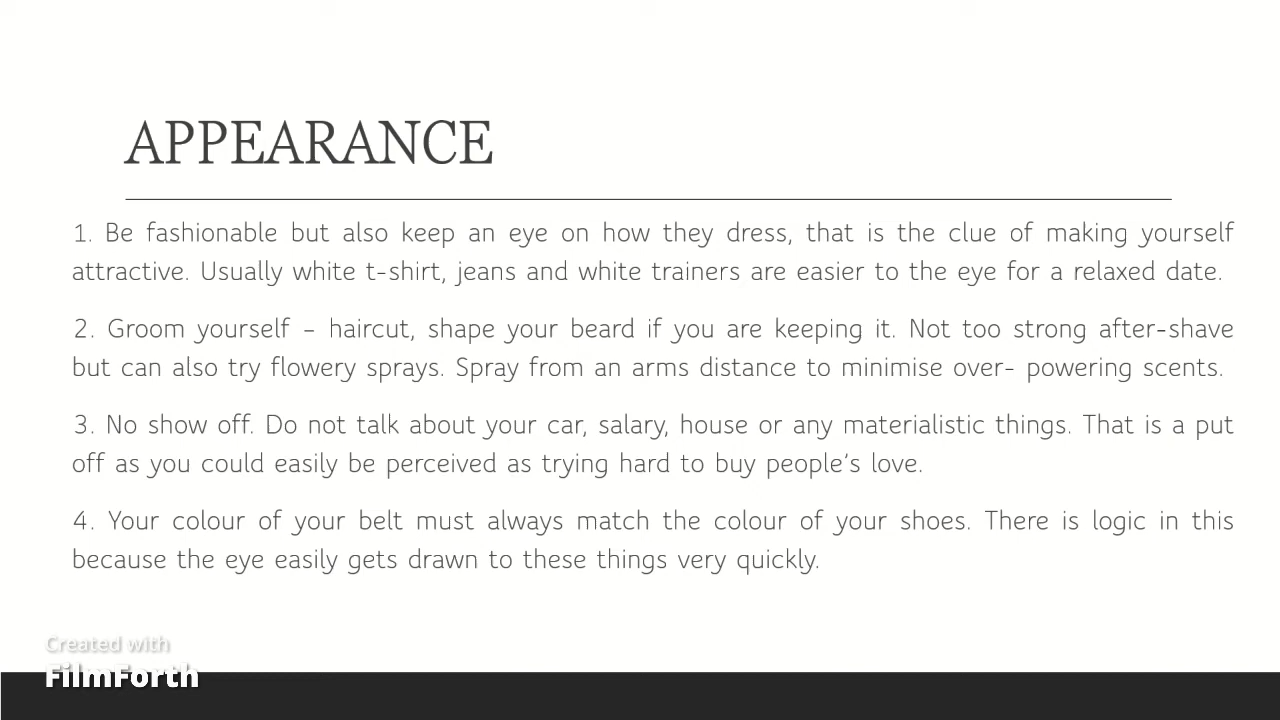 APPEARANCE
1. Be fashionable but also keep an eye on how they dress, that is the clue of making yourself
attractive. Usually white t-shirt, jeans and white trainers are easier to the eye for a relaxed date.
2. Groom yourself – haircut, shape your beard if you are keeping it. Not too strong after-shave
but can also try flowery sprays. Spray from an arms distance to minimise over- powering scents.
3. No show off. Do not talk about your car, salary, house or any materialistic things. That is a put
off as you could easily be perceived as trying hard to buy people’s love.
4. Your colour of your belt must always match the colour of your shoes. There is logic in this
because the eye easily gets drawn to these things very quickly.
Created with
FilmForth